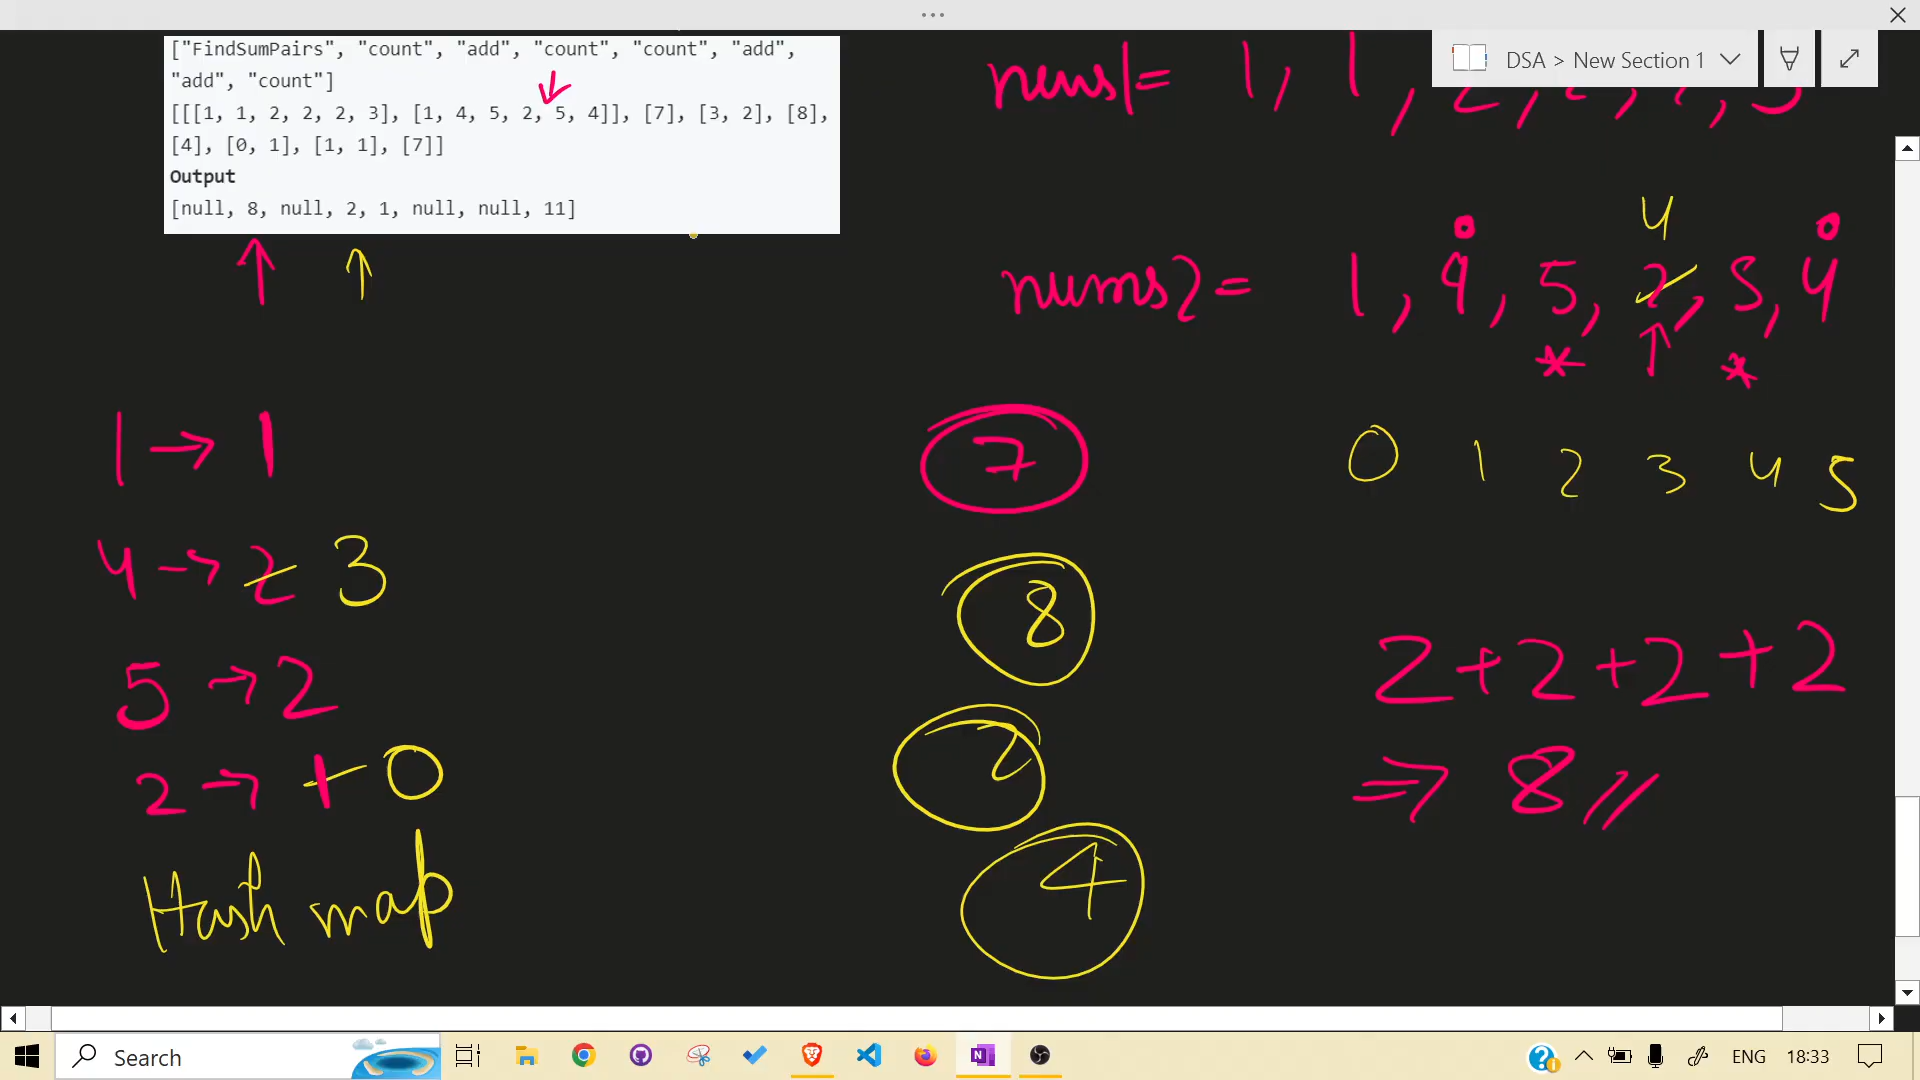 ["FindSumPairs", "count", "add", "count", "count", "add",
"add", "count"]
[[[1, 1, 2, 2, 2, 3], [1, 4, 5, 2, 5, 4]], [7], [3, 2], [8],
[4], [0, 1], [1, 1], [7]]
Output
[null, 8, null, 2, 1, null, null, 11]
DSA > New Section 1
nums1= 1, 1, 2, 2, 2, 3
4
nums2= 1, 4, 5, 2, 5, 4
* *
0 1 2 3 4 5
1 → 1
4 → 2 3
5 → 2
2 → 1 0
Hash map
7
8
2
4
2+2+2+2
⇒ 8 //
Search
ENG 18:33